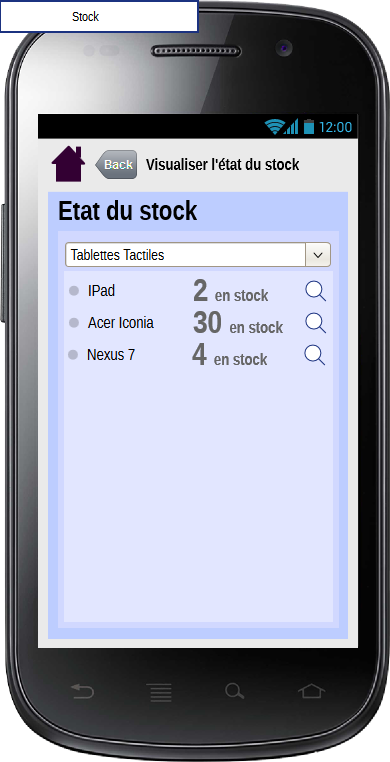 Stock
12:00
Back Visualiser l'état du stock
Etat du stock
Tablettes Tactiles
IPad 2 en stock
Acer Iconia 30 en stock
Nexus 7 4 en stock